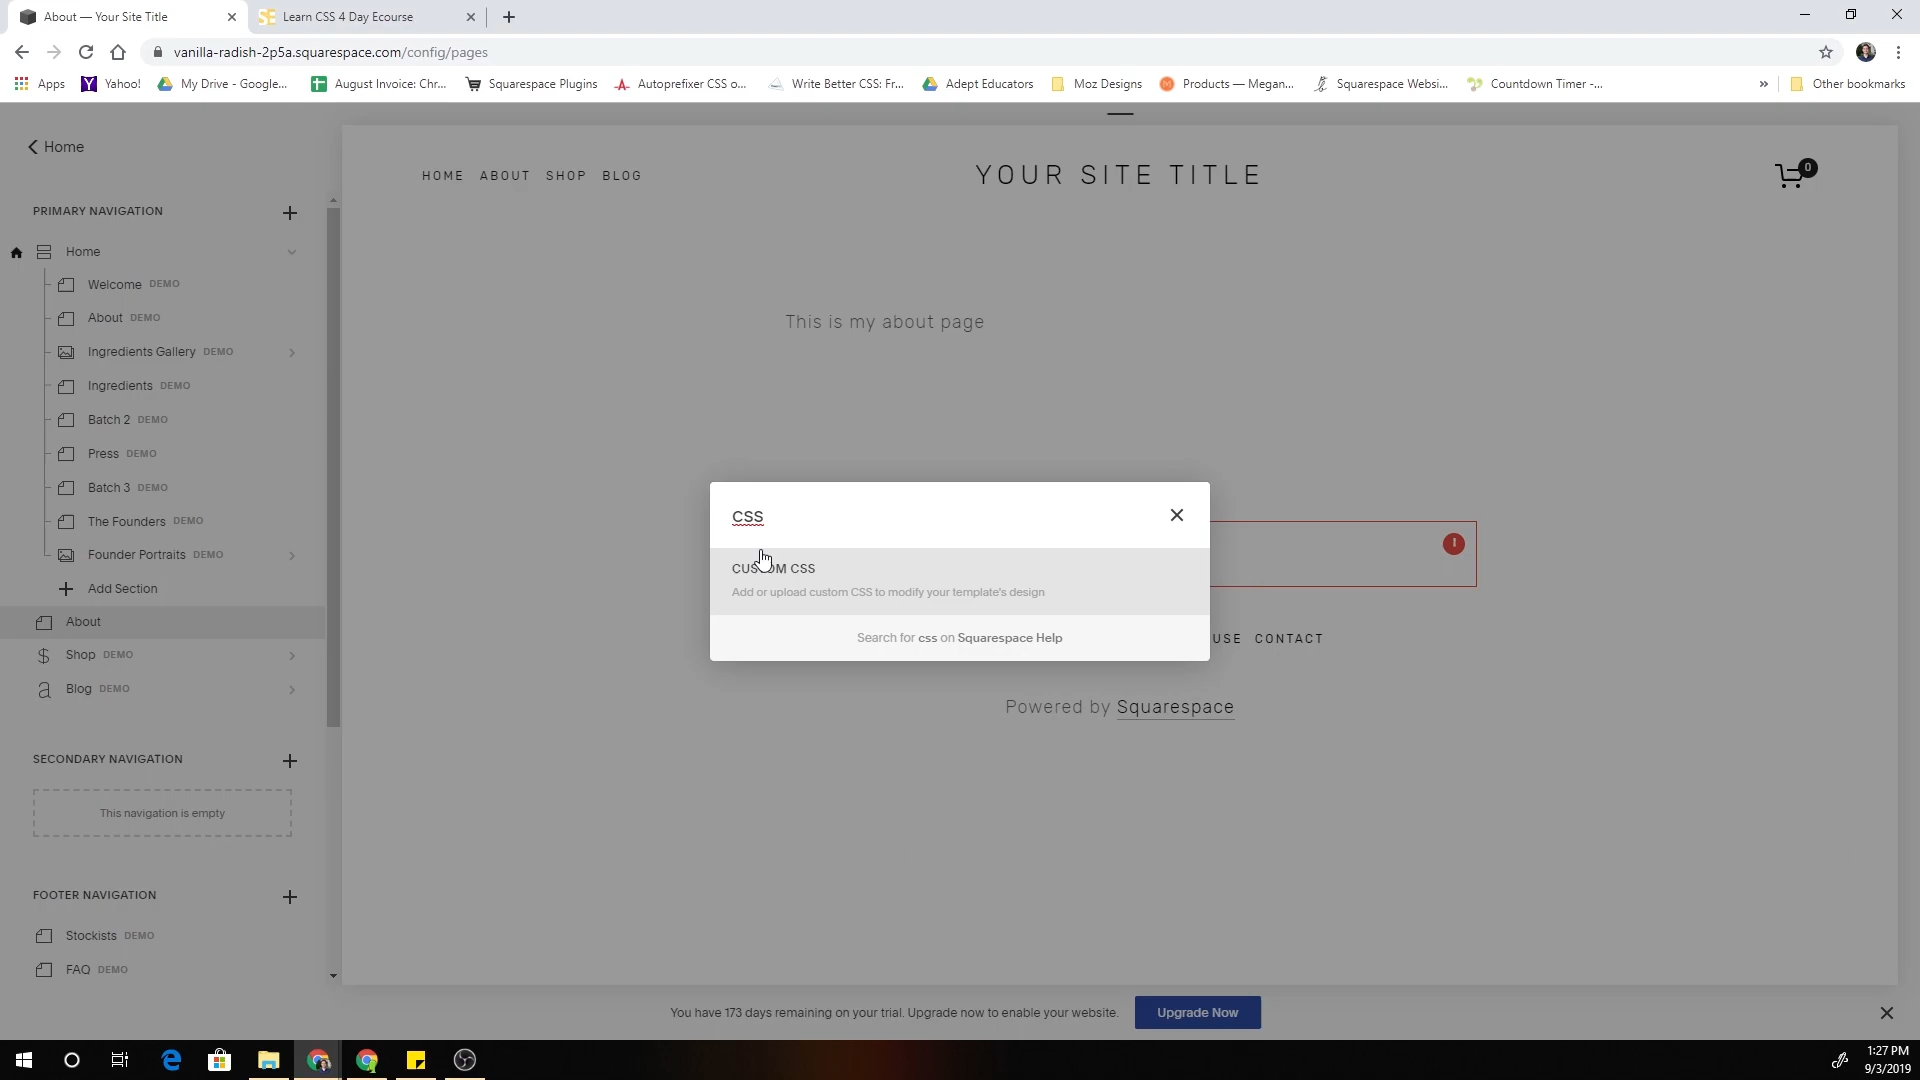 About — Your Site Title
Learn CSS 4 Day Ecourse
vanilla-radish-2p5a.squarespace.com/config/pages
Apps
Yahoo!
My Drive - Google...
August Invoice: Chr...
Squarespace Plugins
Autoprefixer CSS o...
Write Better CSS: Fr...
Adept Educators
Moz Designs
Products — Megan...
Squarespace Websi...
Countdown Timer -...
»
Other bookmarks
Home
PRIMARY NAVIGATION
Home
Welcome DEMO
About DEMO
Ingredients Gallery DEMO
Ingredients DEMO
Batch 2 DEMO
Press DEMO
Batch 3 DEMO
The Founders DEMO
Founder Portraits DEMO
Add Section
About
Shop DEMO
Blog DEMO
SECONDARY NAVIGATION
This navigation is empty
FOOTER NAVIGATION
Stockists DEMO
FAQ DEMO
HOME ABOUT SHOP BLOG
YOUR SITE TITLE
0
This is my about page
css
CUSTOM CSS
Add or upload custom CSS to modify your template's design
Search for css on Squarespace Help
USE CONTACT
Powered by Squarespace
You have 173 days remaining on your trial. Upgrade now to enable your website.
Upgrade Now
1:27 PM
9/3/2019